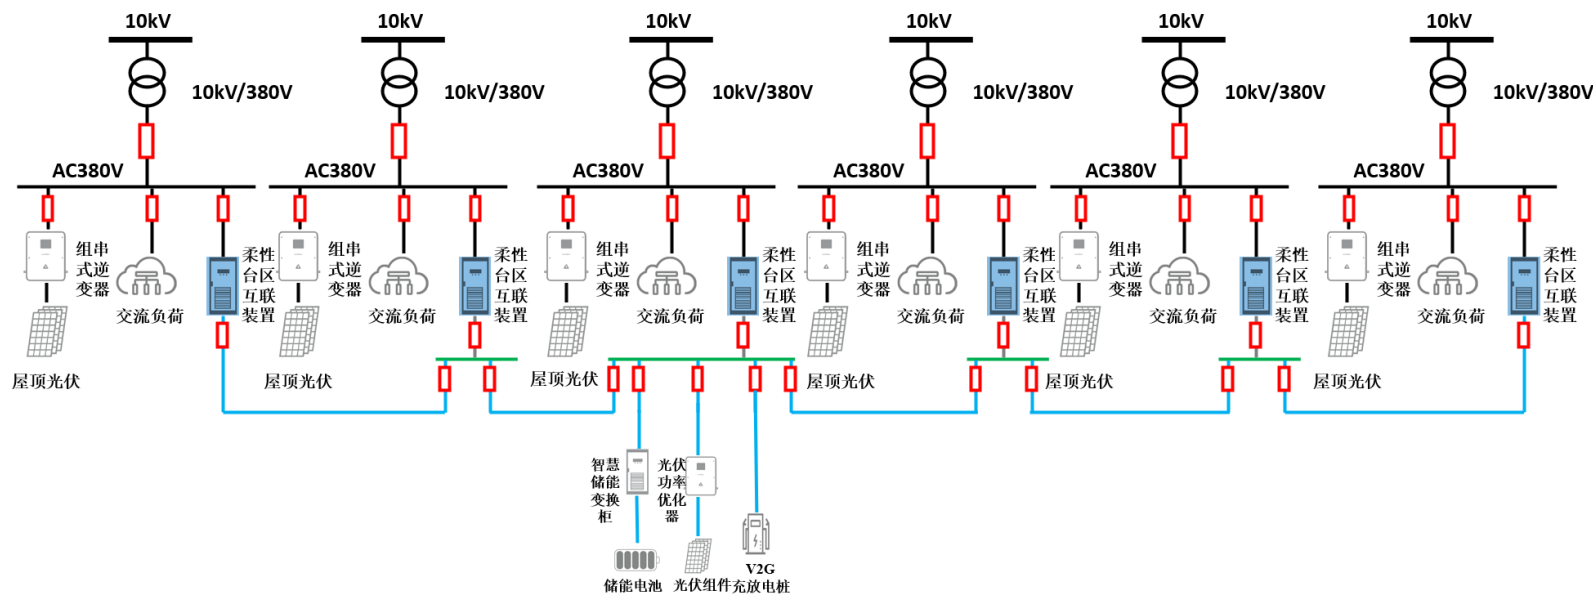 10kV
10kV
10kV
10kV
10kV
10kV
10kV/380V
10kV/380V
10kV/380V
10kV/380V
10kV/380V
10kV/380V
AC380V
AC380V
AC380V
AC380V
AC380V
AC380V
组串
式逆
变器
交流负荷
柔性
台区
互联
装置
屋顶光伏
组串
式逆
变器
交流负荷
柔性
台区
互联
装置
屋顶光伏
组串
式逆
变器
交流负荷
柔性
台区
互联
装置
屋顶光伏
组串
式逆
变器
交流负荷
柔性
台区
互联
装置
屋顶光伏
组串
式逆
变器
交流负荷
柔性
台区
互联
装置
屋顶光伏
组串
式逆
变器
交流负荷
柔性
台区
互联
装置
屋顶光伏
智慧
储能
变换
柜
光伏
功率
优化
器
储能电池
光伏组件
V2G
充放电桩